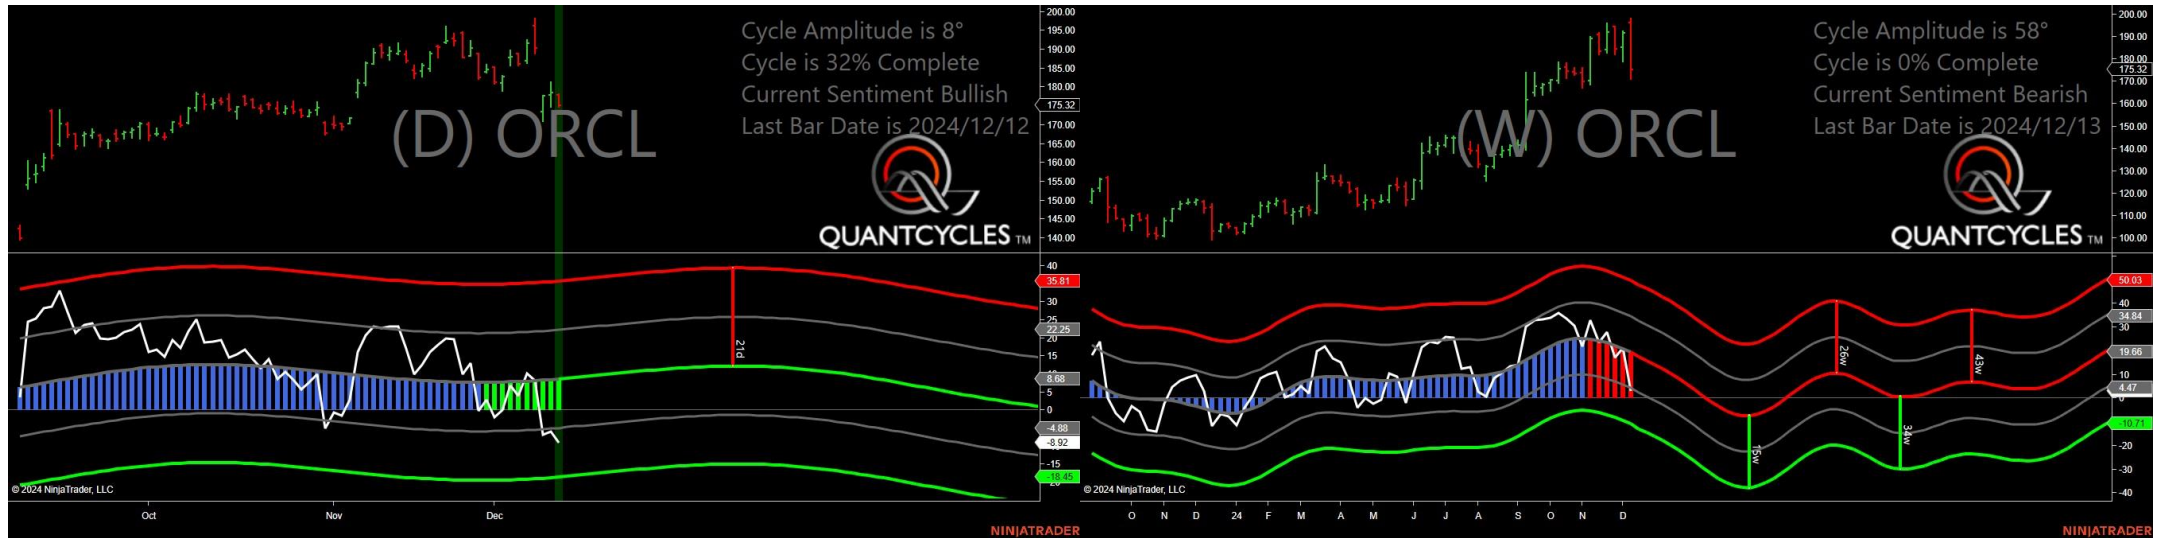 Cycle Amplitude is 8°
Cycle is 32% Complete
Current Sentiment Bullish
Last Bar Date is 2024/12/12
(D) ORCL
QUANTCYCLES TM
200.00
195.00
190.00
185.00
180.00
175.32
170.00
165.00
160.00
155.00
150.00
145.00
140.00
40
35.81
30
25
22.25
20
15
8.68
5
0
-4.88
-8.92
-15
-18.45
21d
© 2024 NinjaTrader, LLC
Oct Nov Dec
NINJATRADER
Cycle Amplitude is 58°
Cycle is 0% Complete
Current Sentiment Bearish
Last Bar Date is 2024/12/13
(W) ORCL
QUANTCYCLES TM
200.00
190.00
180.00
175.32
160.00
150.00
140.00
130.00
120.00
110.00
100.00
50.03
40
34.84
30
19.66
10
4.47
0
-10.71
-20
-30
-40
26w
43w
15w
34w
© 2024 NinjaTrader, LLC
O N D 24 F M A M J J A S O N D
NINJATRADER